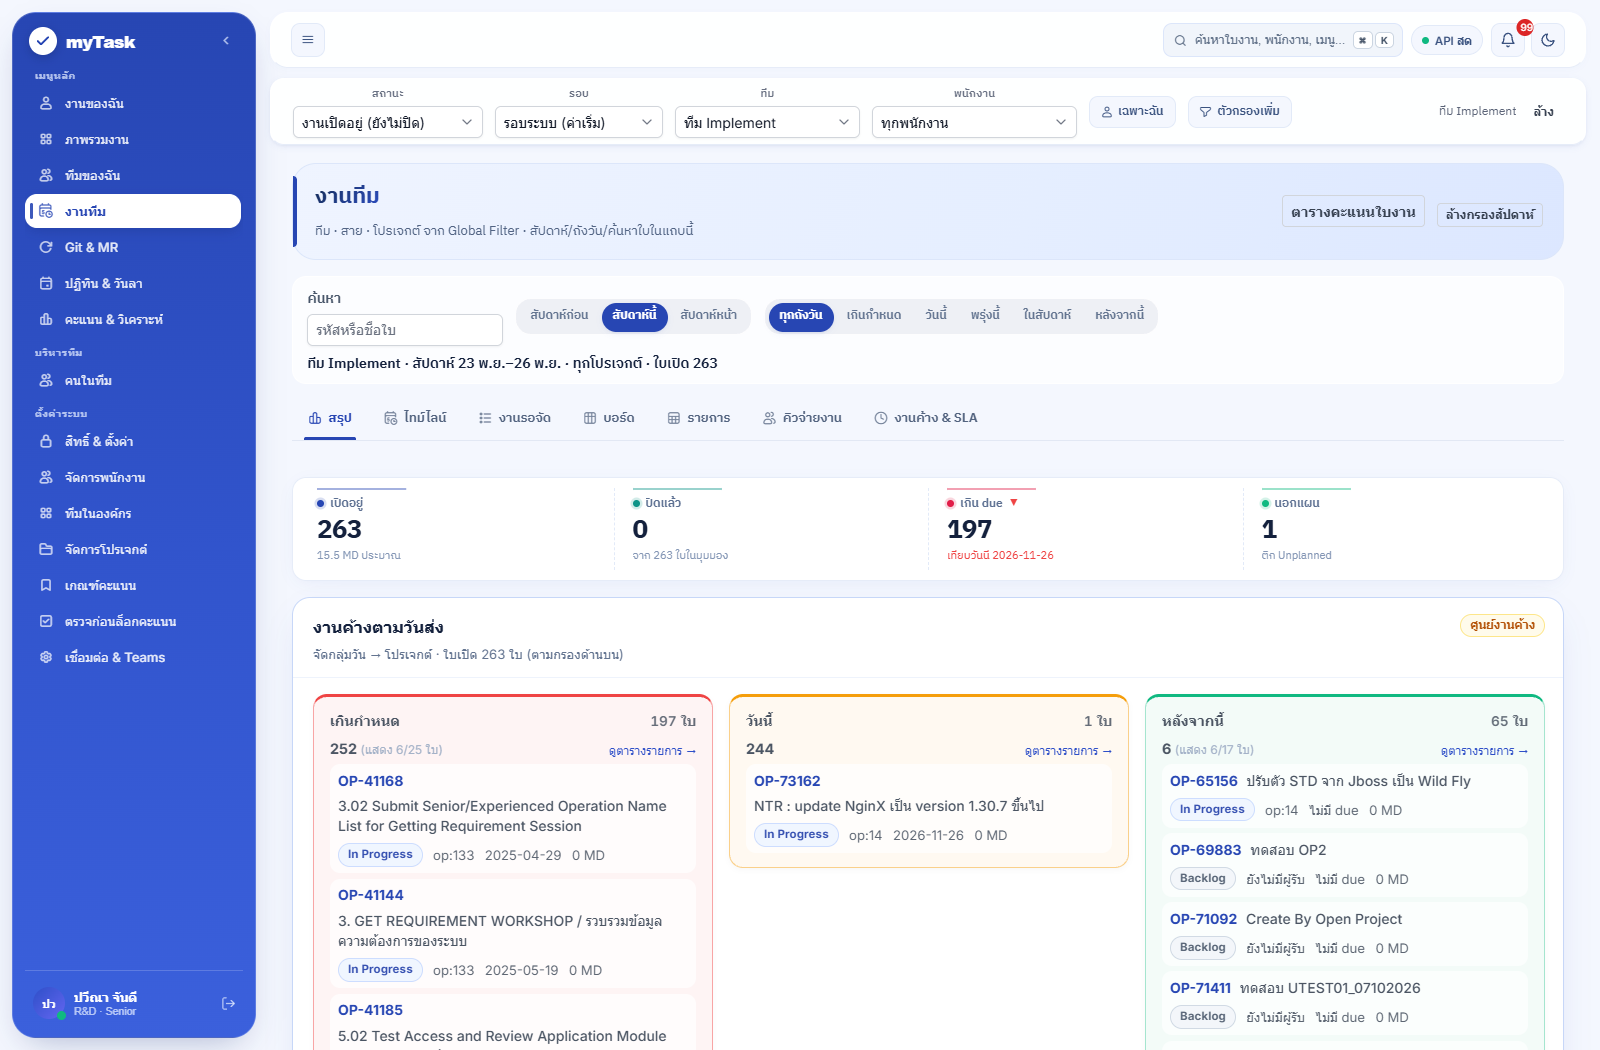 myTask
เมนูหลัก
งานของฉัน
ภาพรวมงาน
ทีมของฉัน
งานทีม
Git & MR
ปฏิทิน & วันลา
คะแนน & วิเคราะห์
บริหารทีม
คนในทีม
ตั้งค่าระบบ
สิทธิ์ & ตั้งค่า
จัดการพนักงาน
ทีมในองค์กร
จัดการโปรเจกต์
เกณฑ์คะแนน
ตรวจก่อนล็อกคะแนน
เชื่อมต่อ & Teams
ปว
ปวีณา จันดี
R&D · Senior
ค้นหาใบงาน, พนักงาน, เมนู...
⌘ K
API สด
99
สถานะ
งานเปิดอยู่ (ยังไม่ปิด)
รอบ
รอบระบบ (ค่าเริ่ม)
ทีม
ทีม Implement
พนักงาน
ทุกพนักงาน
เฉพาะฉัน
ตัวกรองเพิ่ม
ทีม Implement
ล้าง
งานทีม
ทีม · สาย · โปรเจกต์ จาก Global Filter · สัปดาห์/ถังวัน/ค้นหาใบในแถบนี้
ตารางคะแนนใบงาน
ล้างกรองสัปดาห์
ค้นหา
รหัสหรือชื่อใบ
สัปดาห์ก่อน
สัปดาห์นี้
สัปดาห์หน้า
ทุกถังวัน
เกินกำหนด
วันนี้
พรุ่งนี้
ในสัปดาห์
หลังจากนี้
ทีม Implement · สัปดาห์ 23 พ.ย.–26 พ.ย. · ทุกโปรเจกต์ · ใบเปิด 263
สรุป
ไทม์ไลน์
งานรอจัด
บอร์ด
รายการ
คิวจ่ายงาน
งานค้าง & SLA
เปิดอยู่
263
15.5 MD ประมาณ
ปิดแล้ว
0
จาก 263 ใบในมุมมอง
เกิน due ▼
197
เทียบวันนี้ 2026-11-26
นอกแผน
1
ติก Unplanned
งานค้างตามวันส่ง
จัดกลุ่มวัน → โปรเจกต์ · ใบเปิด 263 ใบ (ตามกรองด้านบน)
ศูนย์งานค้าง
เกินกำหนด
197 ใบ
252 (แสดง 6/25 ใบ)
ดูตารางรายการ →
OP-41168
3.02 Submit Senior/Experienced Operation Name
List for Getting Requirement Session
In Progress op:133 2025-04-29 0 MD
OP-41144
3. GET REQUIREMENT WORKSHOP / รวบรวมข้อมูล
ความต้องการของระบบ
In Progress op:133 2025-05-19 0 MD
OP-41185
5.02 Test Access and Review Application Module
วันนี้
1 ใบ
244
ดูตารางรายการ →
OP-73162
NTR : update NginX เป็น version 1.30.7 ขึ้นไป
In Progress op:14 2026-11-26 0 MD
หลังจากนี้
65 ใบ
6 (แสดง 6/17 ใบ)
ดูตารางรายการ →
OP-65156 ปรับตัว STD จาก Jboss เป็น Wild Fly
In Progress op:14 ไม่มี due 0 MD
OP-69883 ทดสอบ OP2
Backlog ยังไม่มีผู้รับ ไม่มี due 0 MD
OP-71092 Create By Open Project
Backlog ยังไม่มีผู้รับ ไม่มี due 0 MD
OP-71411 ทดสอบ UTEST01_07102026
Backlog ยังไม่มีผู้รับ ไม่มี due 0 MD